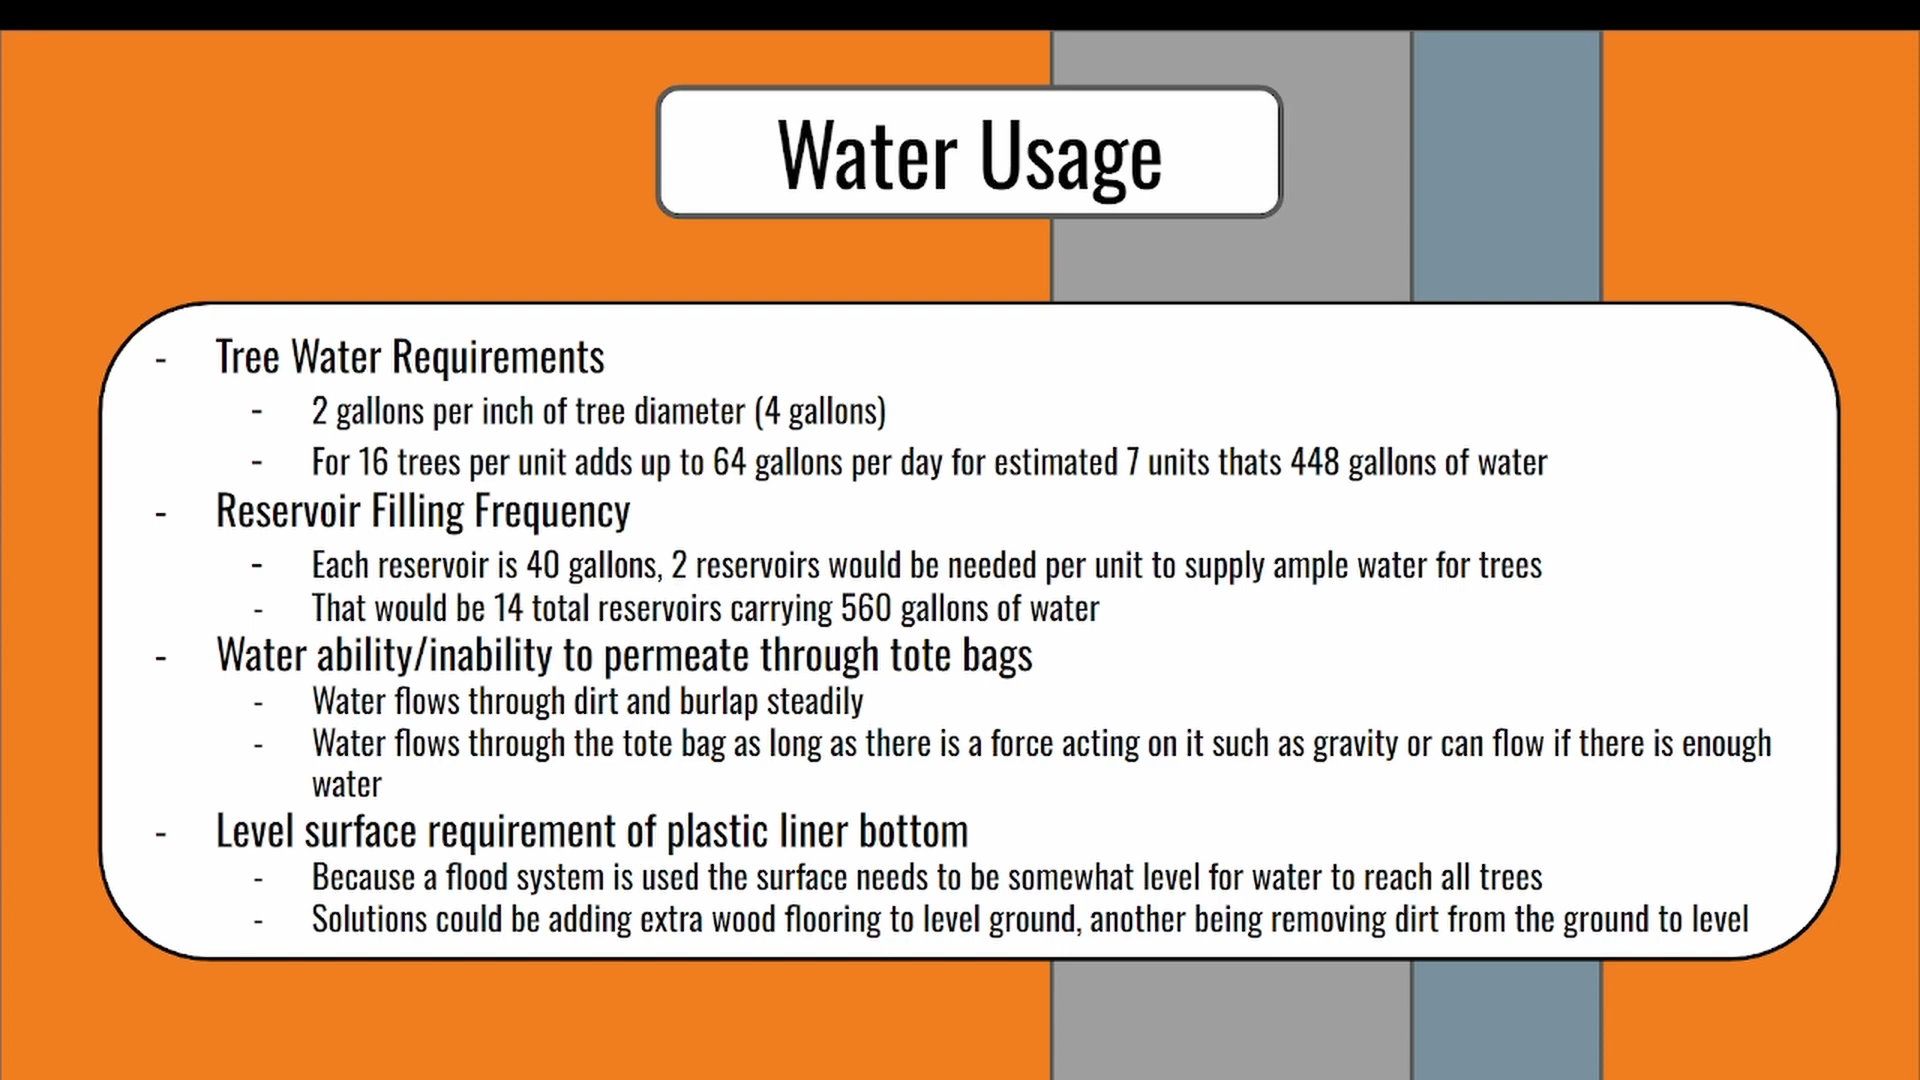 Water Usage
- Tree Water Requirements
- 2 gallons per inch of tree diameter (4 gallons)
- For 16 trees per unit adds up to 64 gallons per day for estimated 7 units thats 448 gallons of water
- Reservoir Filling Frequency
- Each reservoir is 40 gallons, 2 reservoirs would be needed per unit to supply ample water for trees
- That would be 14 total reservoirs carrying 560 gallons of water
- Water ability/inability to permeate through tote bags
- Water flows through dirt and burlap steadily
- Water flows through the tote bag as long as there is a force acting on it such as gravity or can flow if there is enough
water
- Level surface requirement of plastic liner bottom
- Because a flood system is used the surface needs to be somewhat level for water to reach all trees
- Solutions could be adding extra wood flooring to level ground, another being removing dirt from the ground to level